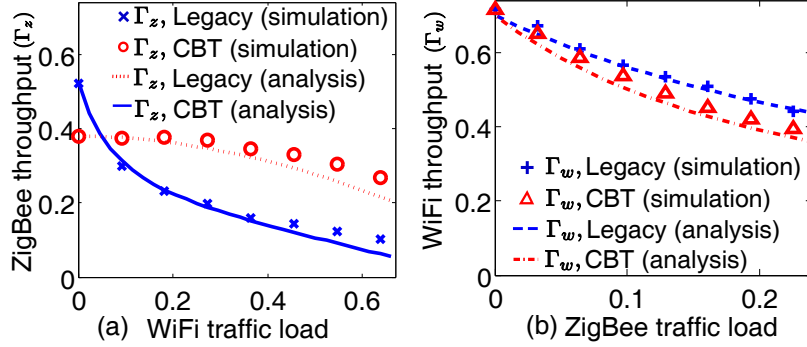 ZigBee throughput (Γz)
0.6
0.4
0.2
0
Γz, Legacy (simulation)
Γz, CBT (simulation)
Γz, Legacy (analysis)
Γz, CBT (analysis)
0 0.2 0.4 0.6
(a) WiFi traffic load
WiFi throughput (Γw)
0.6
0.4
0.2
0
Γw, Legacy (simulation)
Γw, CBT (simulation)
Γw, Legacy (analysis)
Γw, CBT (analysis)
0 0.1 0.2
(b) ZigBee traffic load